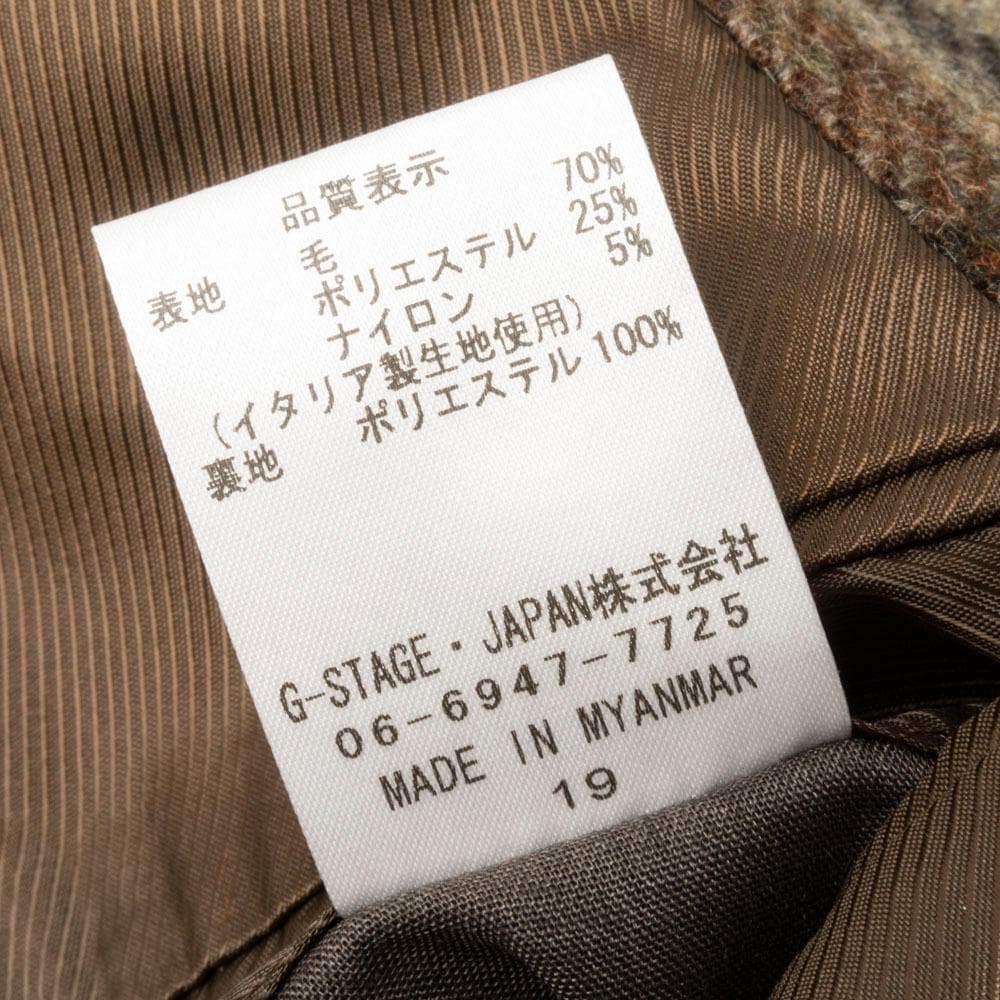 品質表示
表地 毛 70%
ポリエステル 25%
ナイロン 5%
(イタリア製生地使用)
裏地 ポリエステル 100%
G-STAGE・JAPAN株式会社
06-6947-7725
MADE IN MYANMAR
19